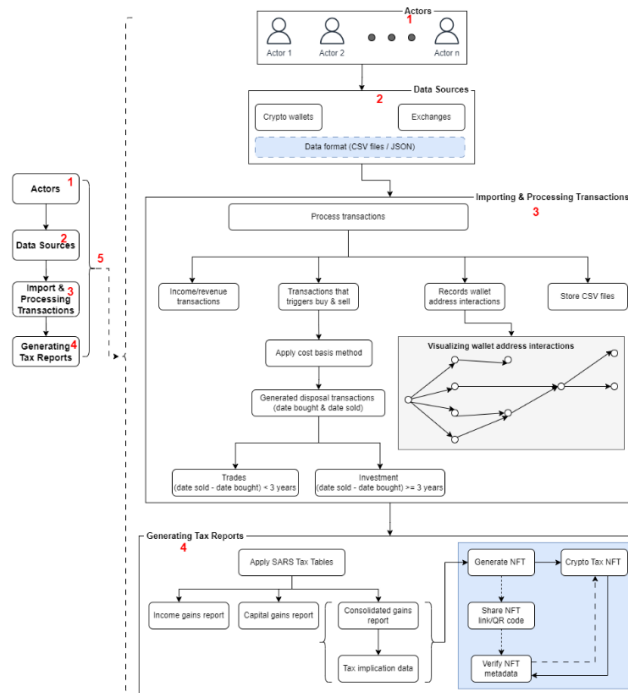 Actors
1
Actor 1
Actor 2
Actor n
Data Sources
2
Crypto wallets
Exchanges
Data format (CSV files / JSON)
Actors
1
Data Sources
2
Import &
Processing
Transactions
3
Generating
Tax Reports
4
5
Importing & Processing Transactions
3
Process transactions
Income/revenue
transactions
Transactions that
triggers buy & sell
Records wallet
address interactions
Store CSV files
Apply cost basis method
Visualizing wallet address interactions
Generated disposal transactions
(date bought & date sold)
Trades
(date sold - date bought) < 3 years
Investment
(date sold - date bought) >= 3 years
Generating Tax Reports
4
Apply SARS Tax Tables
Income gains report
Capital gains report
Consolidated gains
report
Tax implication data
Generate NFT
Crypto Tax NFT
Share NFT
link/QR code
Verify NFT
metadata